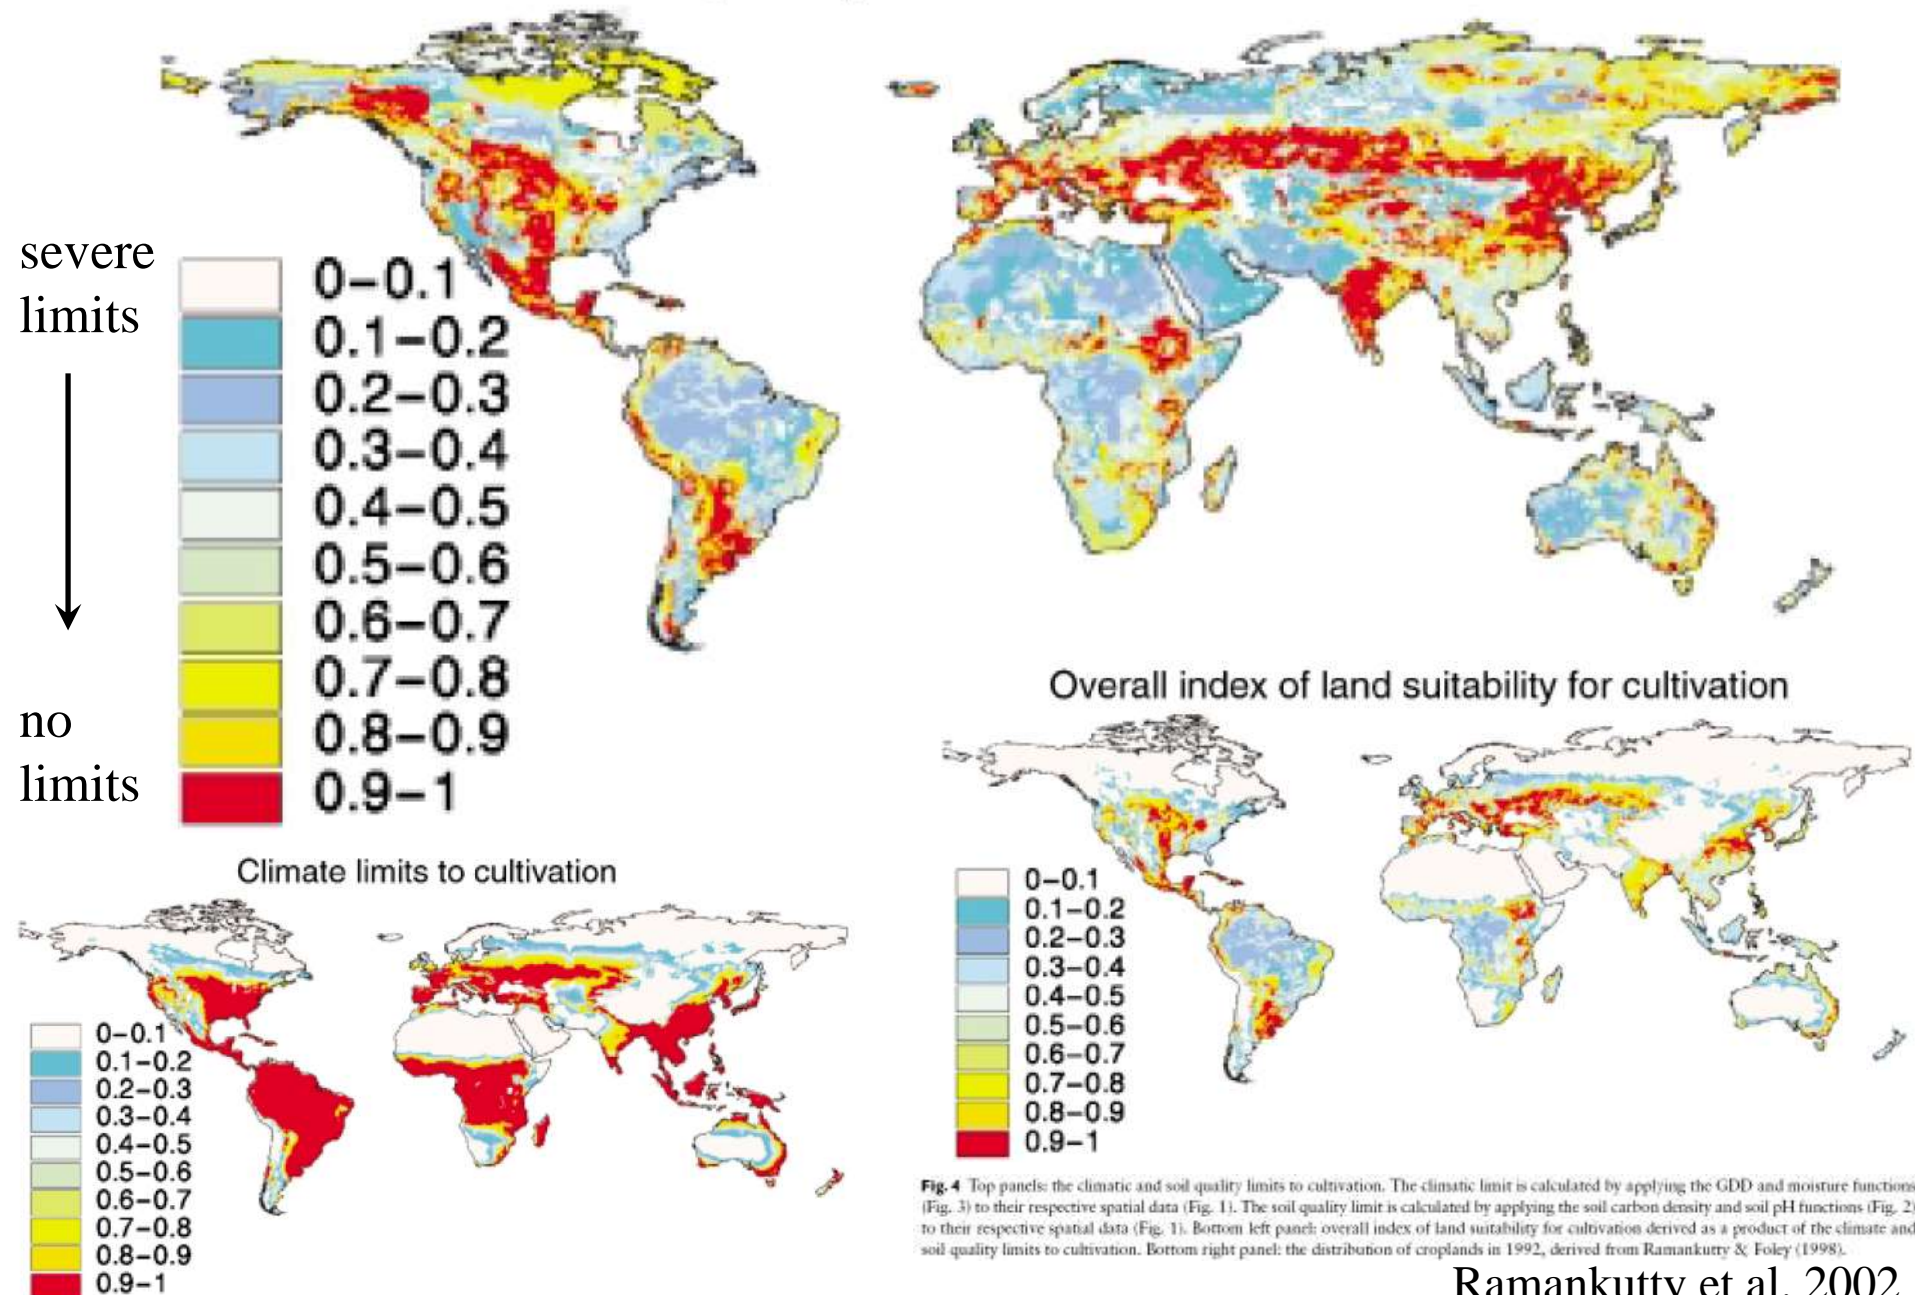 severe
limits
no
limits
0-0.1
0.1-0.2
0.2-0.3
0.3-0.4
0.4-0.5
0.5-0.6
0.6-0.7
0.7-0.8
0.8-0.9
0.9-1
Climate limits to cultivation
0-0.1
0.1-0.2
0.2-0.3
0.3-0.4
0.4-0.5
0.5-0.6
0.6-0.7
0.7-0.8
0.8-0.9
0.9-1
Overall index of land suitability for cultivation
0-0.1
0.1-0.2
0.2-0.3
0.3-0.4
0.4-0.5
0.5-0.6
0.6-0.7
0.7-0.8
0.8-0.9
0.9-1
Fig. 4 Top panels: the climatic and soil quality limits to cultivation. The climatic limit is calculated by applying the GDD and moisture functions
(Fig. 3) to their respective spatial data (Fig. 1). The soil quality limit is calculated by applying the soil carbon density and soil pH functions (Fig. 2)
to their respective spatial data (Fig. 1). Bottom left panel: overall index of land suitability for cultivation derived as a product of the climate and
soil quality limits to cultivation. Bottom right panel: the distribution of croplands in 1992, derived from Ramankutty & Foley (1998).
Ramankutty et al. 2002